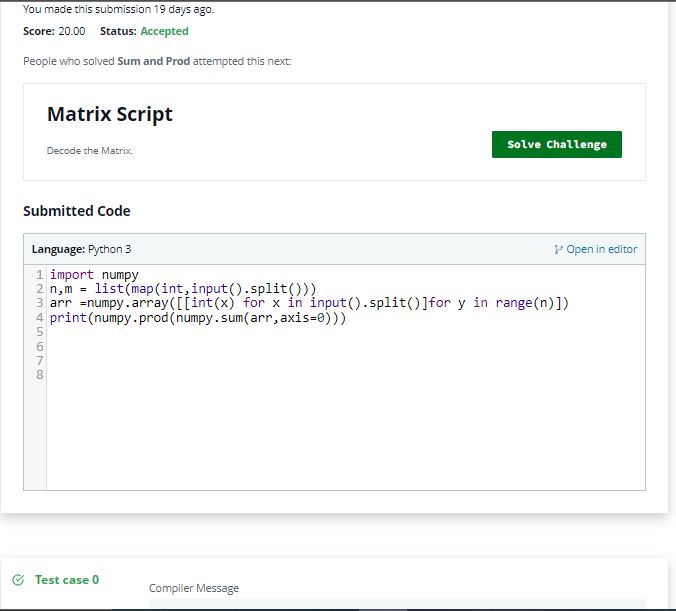 You made this submission 19 days ago.
Score: 20.00 Status: Accepted
People who solved Sum and Prod attempted this next:
Matrix Script
Decode the Matrix.
Solve Challenge
Submitted Code
Language: Python 3 Open in editor
1 import numpy
2 n,m = list(map(int,input().split()))
3 arr =numpy.array([[int(x) for x in input().split()]for y in range(n)])
4 print(numpy.prod(numpy.sum(arr,axis=0)))
5
6
7
8
Test case 0
Compiler Message